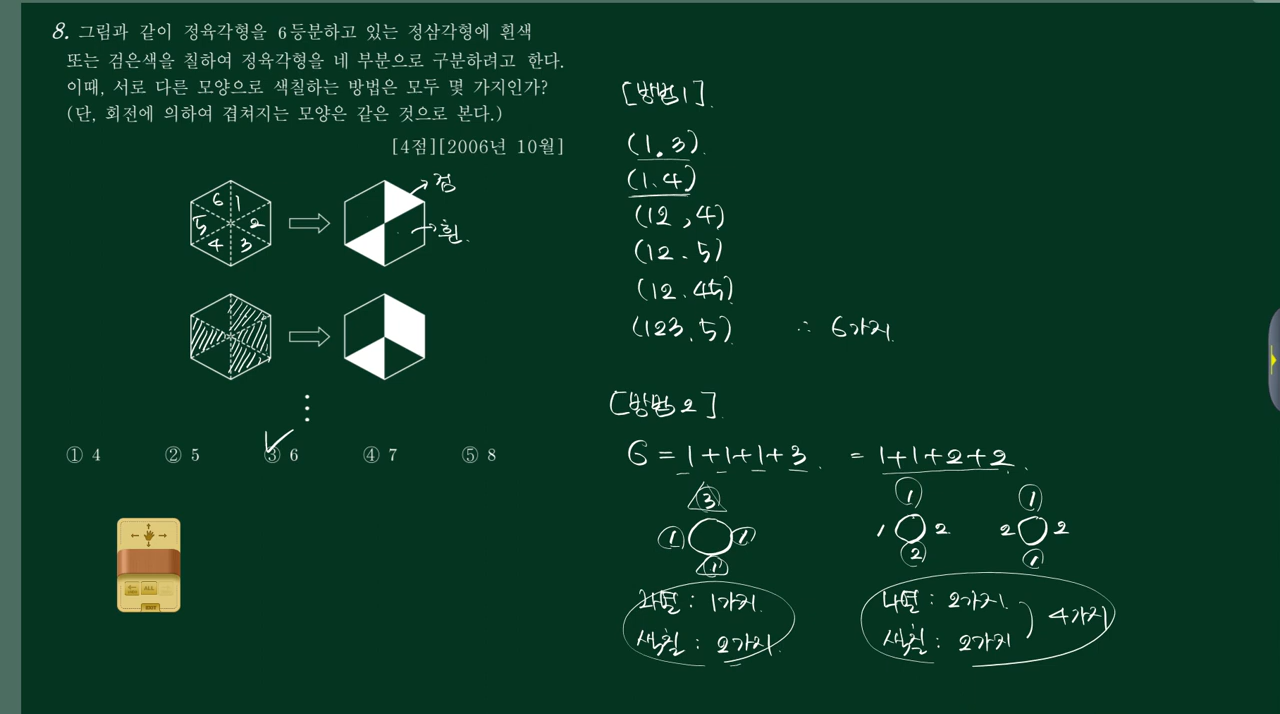 8. 그림과 같이 정육각형을 6등분하고 있는 정삼각형에 흰색
또는 검은색을 칠하여 정육각형을 네 부분으로 구분하려고 한다.
이때, 서로 다른 모양으로 색칠하는 방법은 모두 몇 가지인가?
(단, 회전에 의하여 겹쳐지는 모양은 같은 것으로 본다.)
[4점][2006년 10월]
6 1
5 2
4 3
검
흰
① 4 ② 5 ③ 6 ④ 7 ⑤ 8
[방법1].
(1.3).
(1.4)
(12,4)
(12.5)
(12.45)
(123.5) ∴ 6가지.
[방법2].
6 = 1+1+1+3. = 1+1+2+2.
③ ① ①
① ① 1 2 2 2
① ② ①
나열: 1가지.
색칠: 2가지.
나열: 2가지.
색칠: 2가지
4가지
ALL